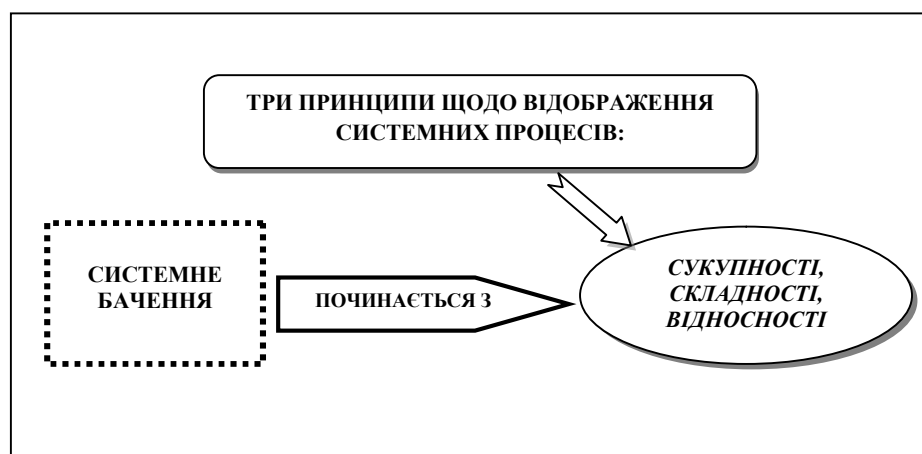 ТРИ ПРИНЦИПИ ЩОДО ВІДОБРАЖЕННЯ
СИСТЕМНИХ ПРОЦЕСІВ:
СИСТЕМНЕ
БАЧЕННЯ
ПОЧИНАЄТЬСЯ З
СУКУПНОСТІ,
СКЛАДНОСТІ,
ВІДНОСНОСТІ